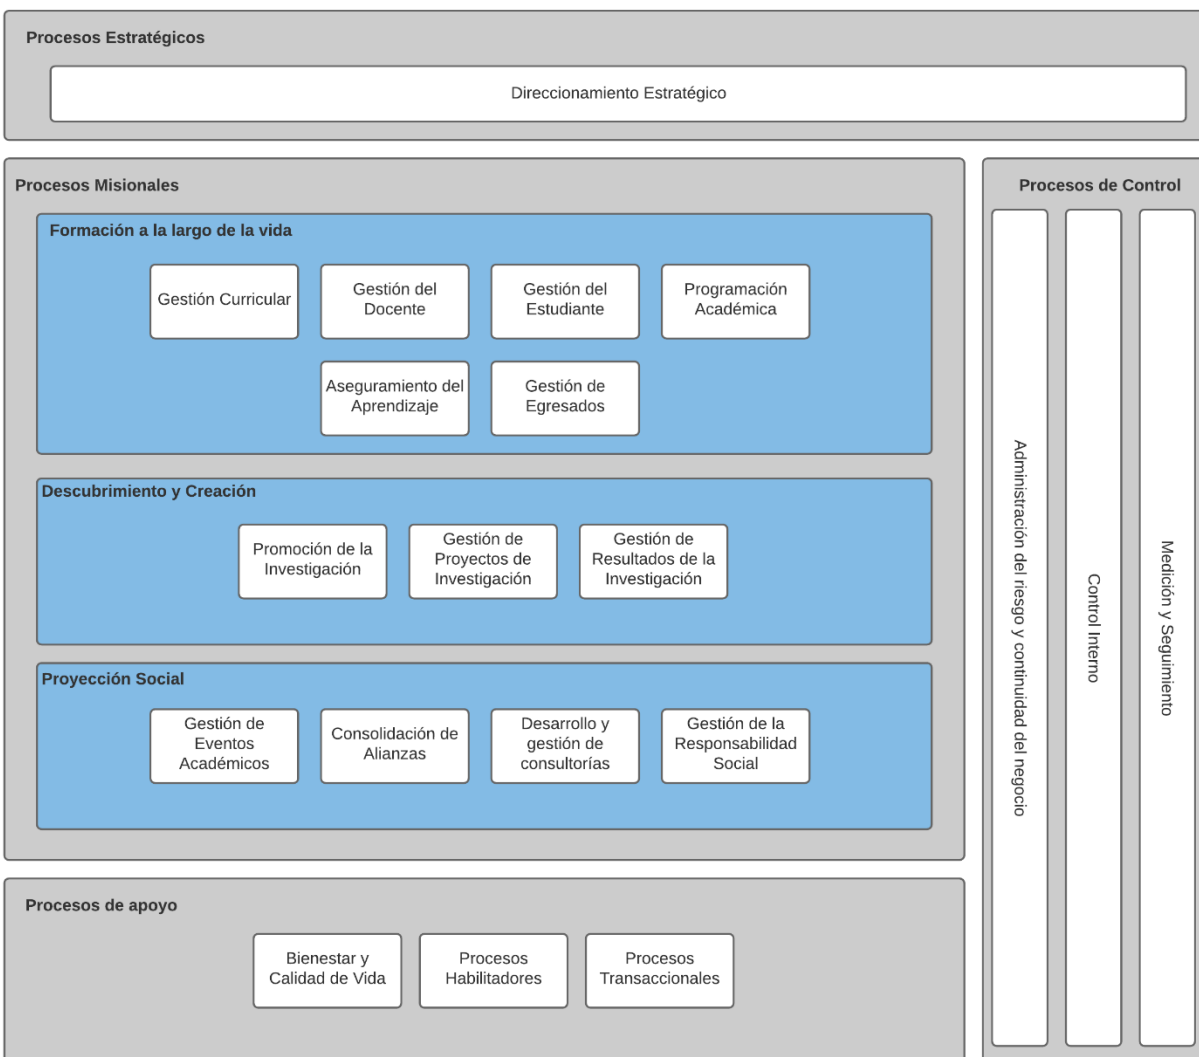 Procesos Estratégicos
Direccionamiento Estratégico
Procesos Misionales
Formación a la largo de la vida
Gestión Curricular
Gestión del
Docente
Gestión del
Estudiante
Programación
Académica
Aseguramiento del
Aprendizaje
Gestión de
Egresados
Descubrimiento y Creación
Promoción de la
Investigación
Gestión de
Proyectos de
Investigación
Gestión de
Resultados de la
Investigación
Proyección Social
Gestión de
Eventos
Académicos
Consolidación de
Alianzas
Desarrollo y
gestión de
consultorías
Gestión de la
Responsabilidad
Social
Procesos de Control
Administración del riesgo y continuidad del negocio
Control Interno
Medición y Seguimiento
Procesos de apoyo
Bienestar y
Calidad de Vida
Procesos
Habilitadores
Procesos
Transaccionales